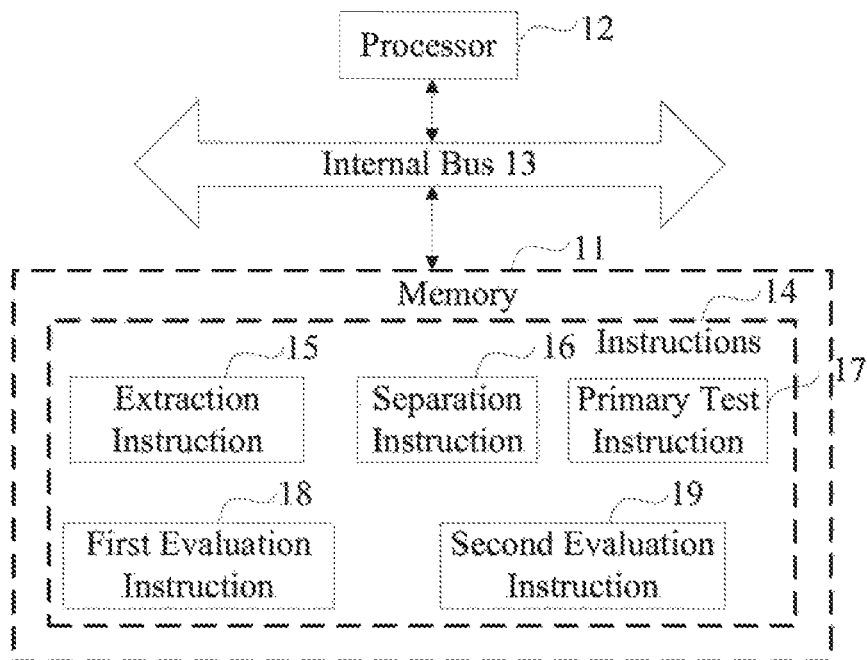 Processor
12
Internal Bus 13
11
Memory
14
Instructions
15
16
17
Extraction
Instruction
Separation
Instruction
Primary Test
Instruction
18
19
First Evaluation
Instruction
Second Evaluation
Instruction